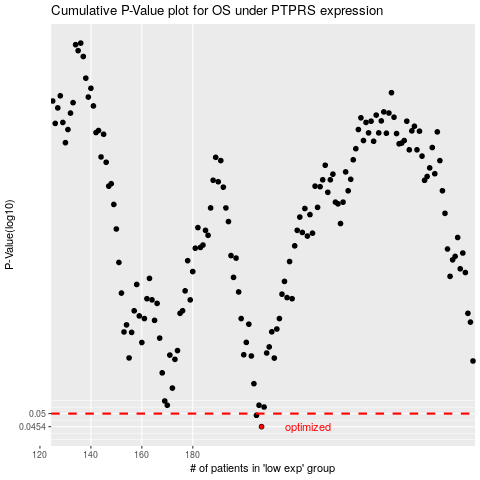 Cumulative P-Value plot for OS under PTPRS expression
P-Value(log10)
0.05
0.0454
optimized
120 140 160 180
# of patients in 'low exp' group